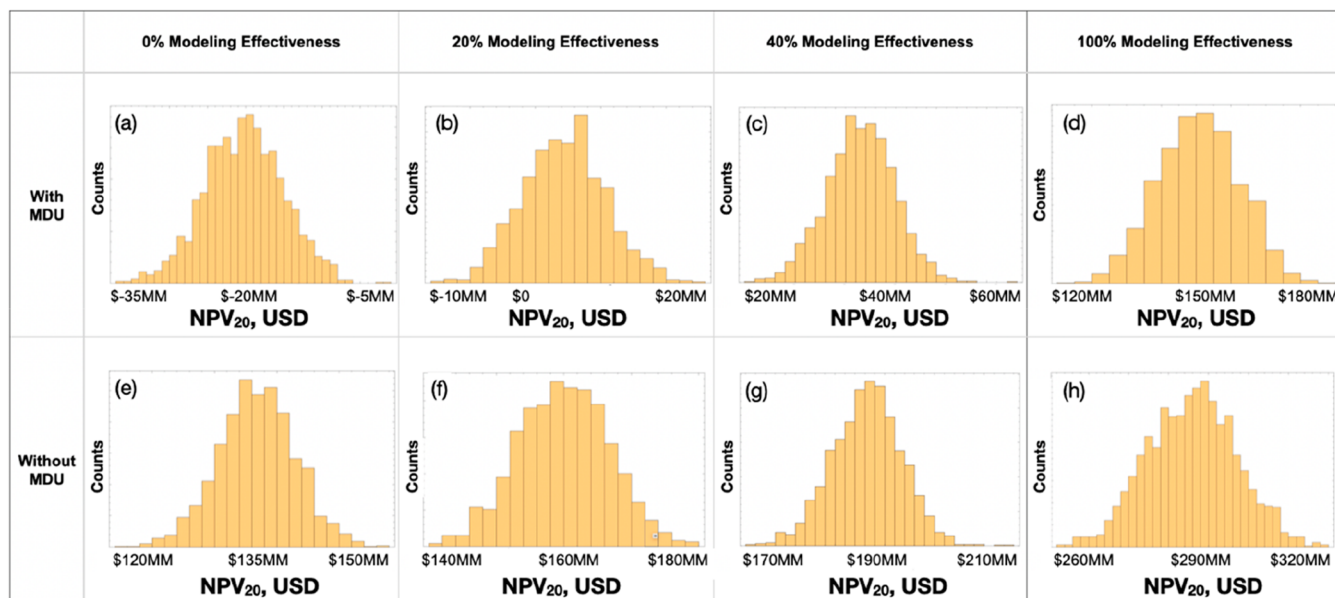 0% Modeling Effectiveness
20% Modeling Effectiveness
40% Modeling Effectiveness
100% Modeling Effectiveness
With
MDU
(a)
Counts
$-35MM $-20MM $-5MM
NPV₂₀, USD
(b)
Counts
$-10MM $0 $20MM
NPV₂₀, USD
(c)
Counts
$20MM $40MM $60MM
NPV₂₀, USD
(d)
Counts
$120MM $150MM $180MM
NPV₂₀, USD
Without
MDU
(e)
Counts
$120MM $135MM $150MM
NPV₂₀, USD
(f)
Counts
$140MM $160MM $180MM
NPV₂₀, USD
(g)
Counts
$170MM $190MM $210MM
NPV₂₀, USD
(h)
Counts
$260MM $290MM $320MM
NPV₂₀, USD